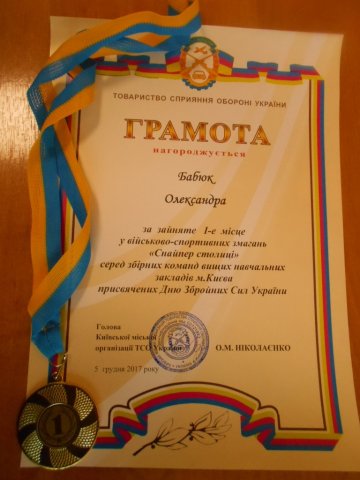 ТОВАРИСТВО СПРИЯННЯ ОБОРОНІ УКРАЇНИ
ГРАМОТА
нагороджується
Бабюк
Олександра
за зайняте І-е місце
у військово-спортивних змагань
«Снайпер столиці»
серед збірних команд вищих навчальних
закладів м.Києва
присвячених Дню Збройних Сил України
Голова
Київської міської
організації ТСО України
О.М. НІКОЛАЄНКО
5 грудня 2017 року
1